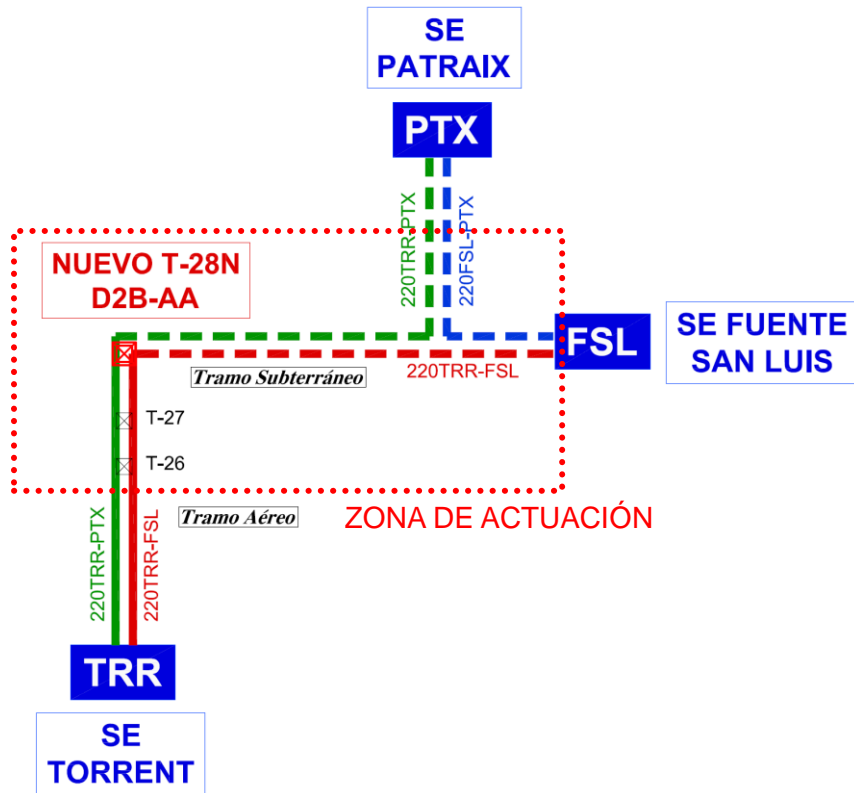 SE
PATRAIX
PTX
220TRR-PTX
220FSL-PTX
NUEVO T-28N
D2B-AA
FSL
SE FUENTE
SAN LUIS
Tramo Subterráneo
220TRR-FSL
T-27
T-26
Tramo Aéreo
ZONA DE ACTUACIÓN
220TRR-PTX
220TRR-FSL
TRR
SE
TORRENT